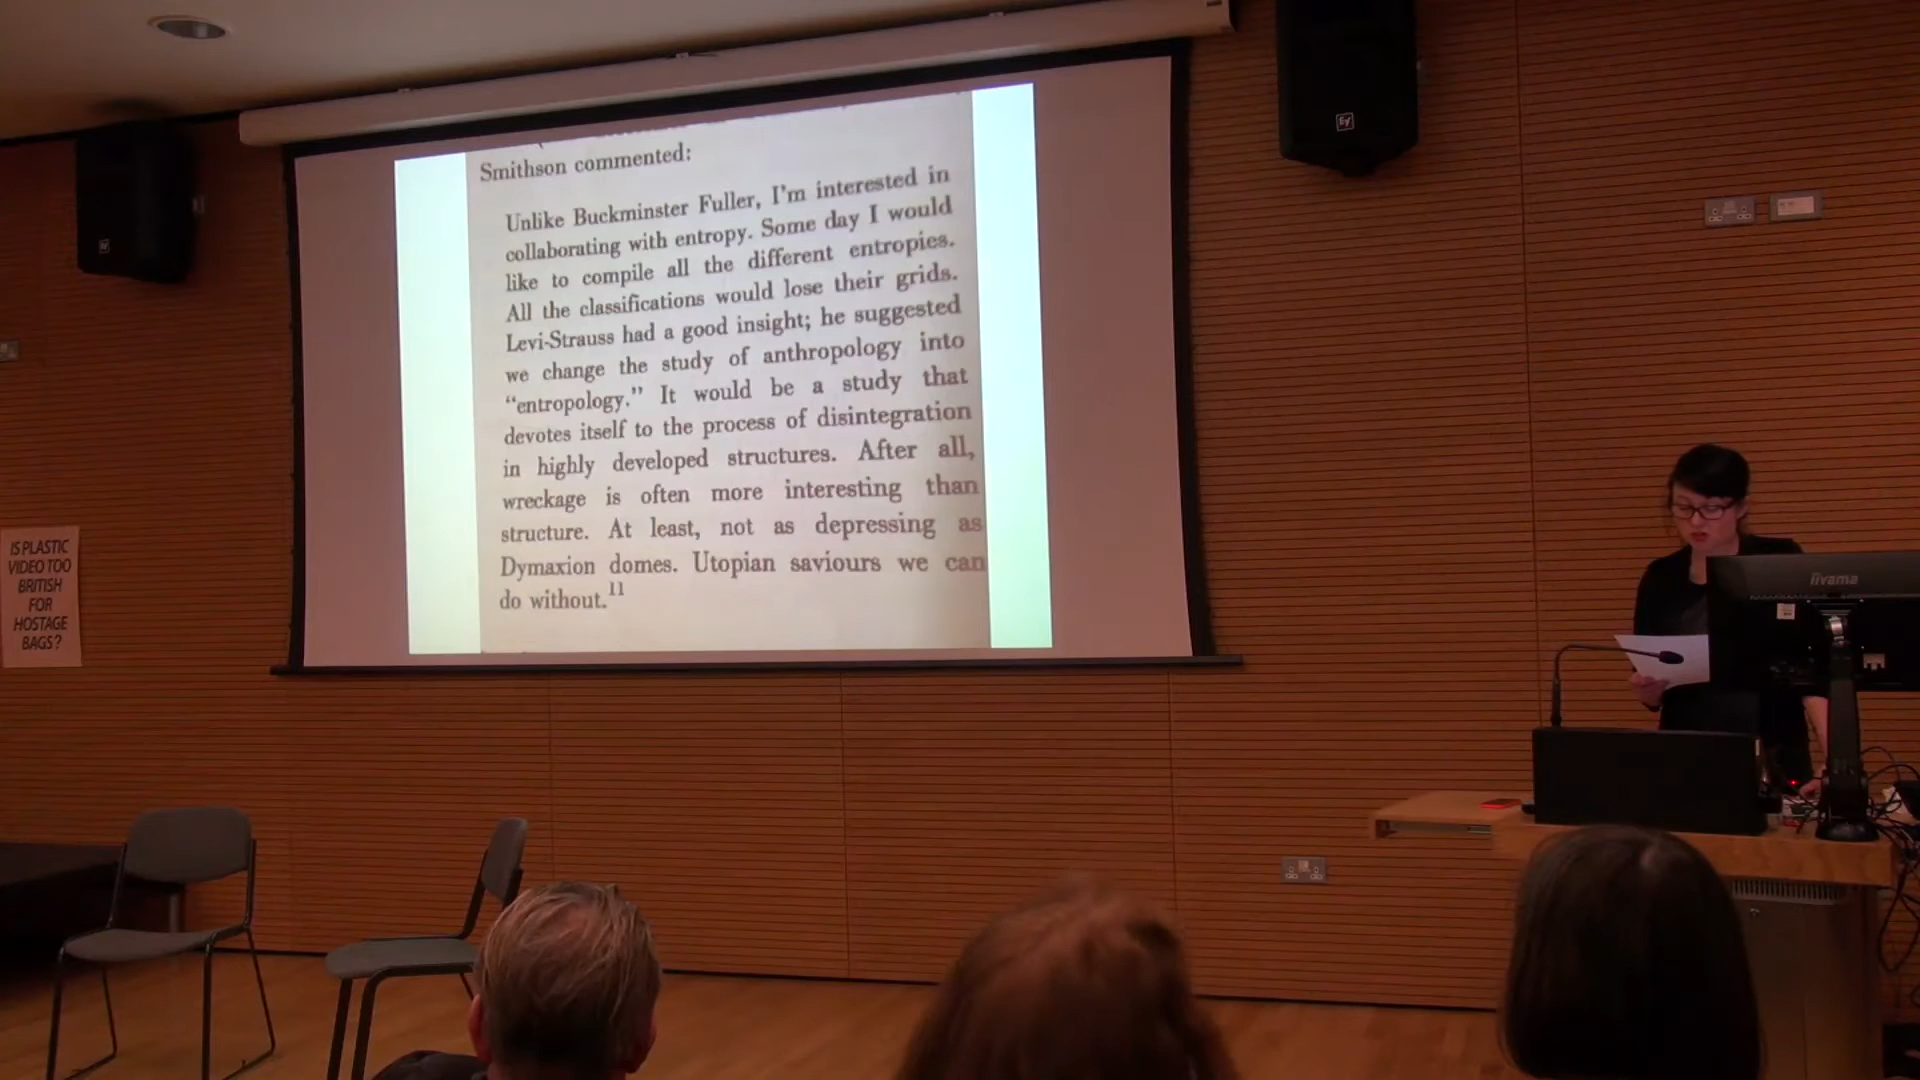 Smithson commented:
Unlike Buckminster Fuller, I'm interested in
collaborating with entropy. Some day I would
like to compile all the different entropies.
All the classifications would lose their grids.
Levi-Strauss had a good insight; he suggested
we change the study of anthropology into
“entropology.” It would be a study that
devotes itself to the process of disintegration
in highly developed structures. After all,
wreckage is often more interesting than
structure. At least, not as depressing as
Dymaxion domes. Utopian saviours we can
do without.11
IS PLASTIC
VIDEO TOO
BRITISH
FOR
HOSTAGE
BAGS?
EV
EV
iiyama